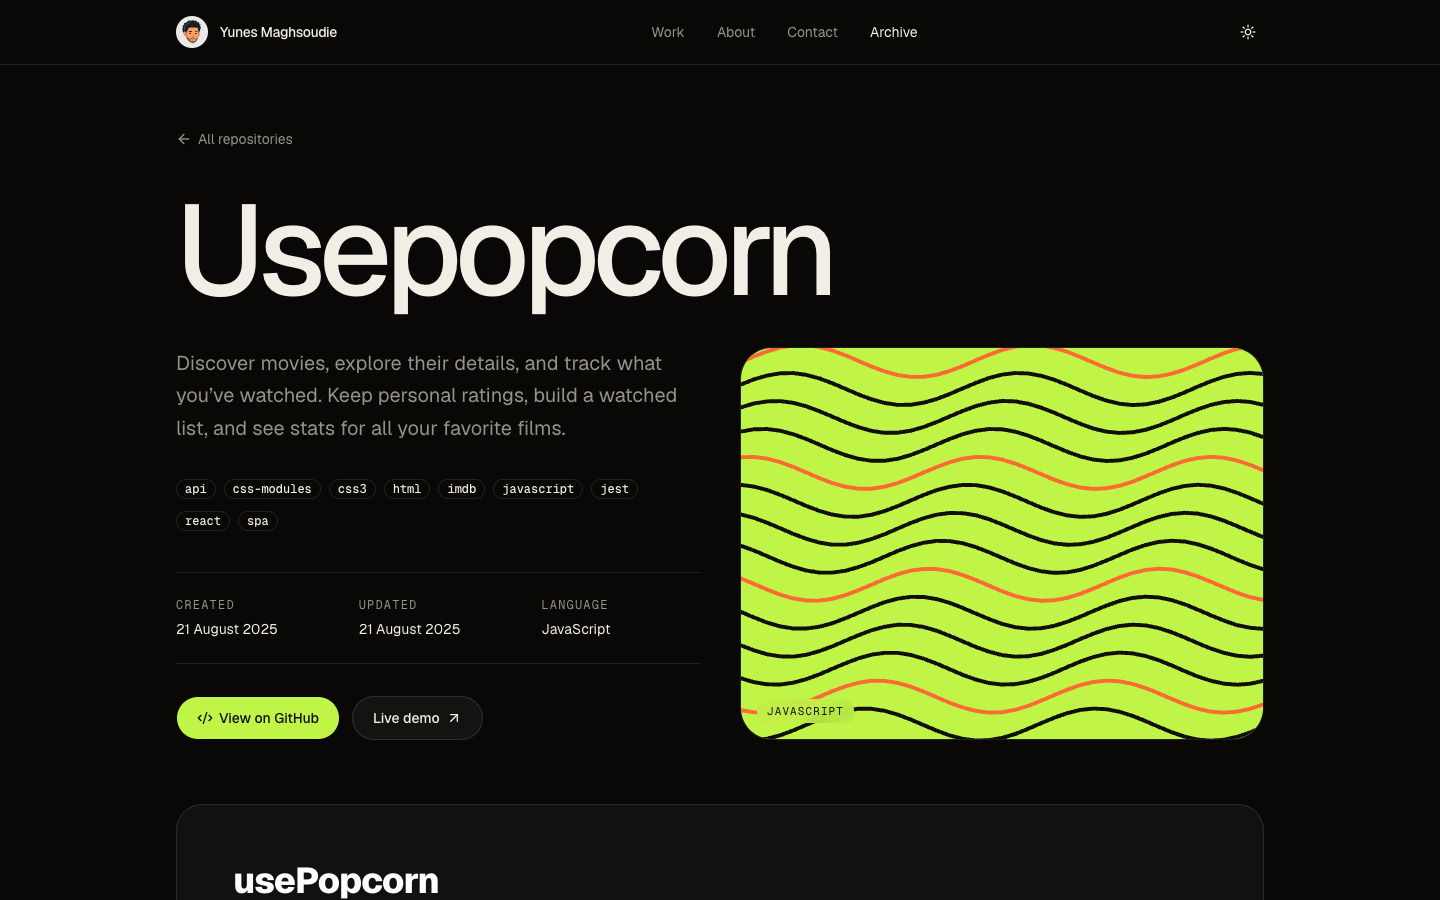 Yunes Maghsoudie
Work
About
Contact
Archive
All repositories
Usepopcorn
Discover movies, explore their details, and track what
you’ve watched. Keep personal ratings, build a watched
list, and see stats for all your favorite films.
api css-modules css3 html imdb javascript jest
react spa
CREATED
21 August 2025
UPDATED
21 August 2025
LANGUAGE
JavaScript
View on GitHub
Live demo
JAVASCRIPT
usePopcorn